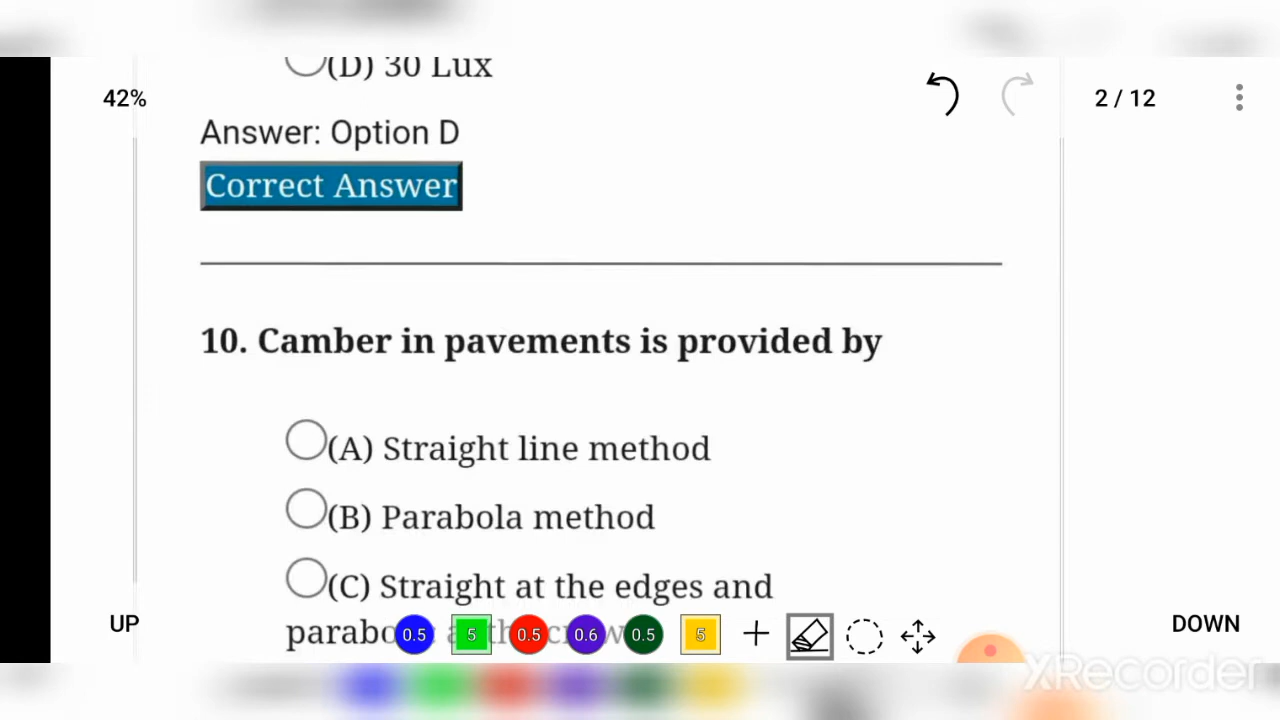 (D) 30 Lux
42%
2 / 12
Answer: Option D
Correct Answer
10. Camber in pavements is provided by
(A) Straight line method
(B) Parabola method
(C) Straight at the edges and
UP
0.5 5 0.5 0.6 0.5 5
DOWN
XRecorder